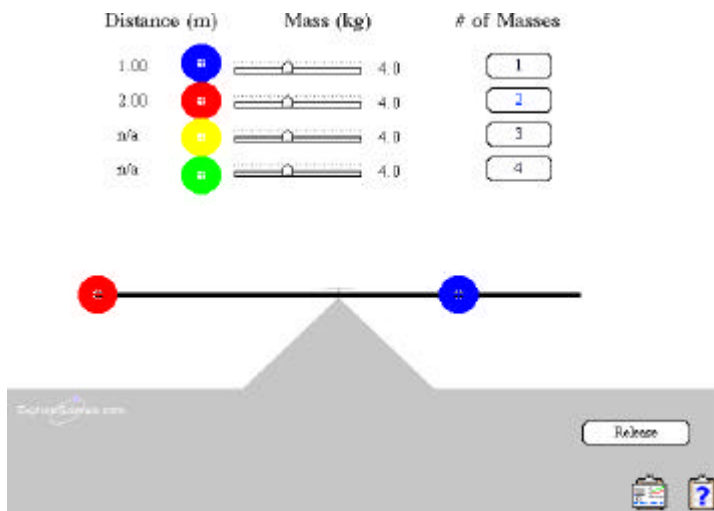 Distance (m) Mass (kg) # of Masses
1.00 4.0 1
2.00 4.0 2
n/a 4.0 3
n/a 4.0 4
Release
?